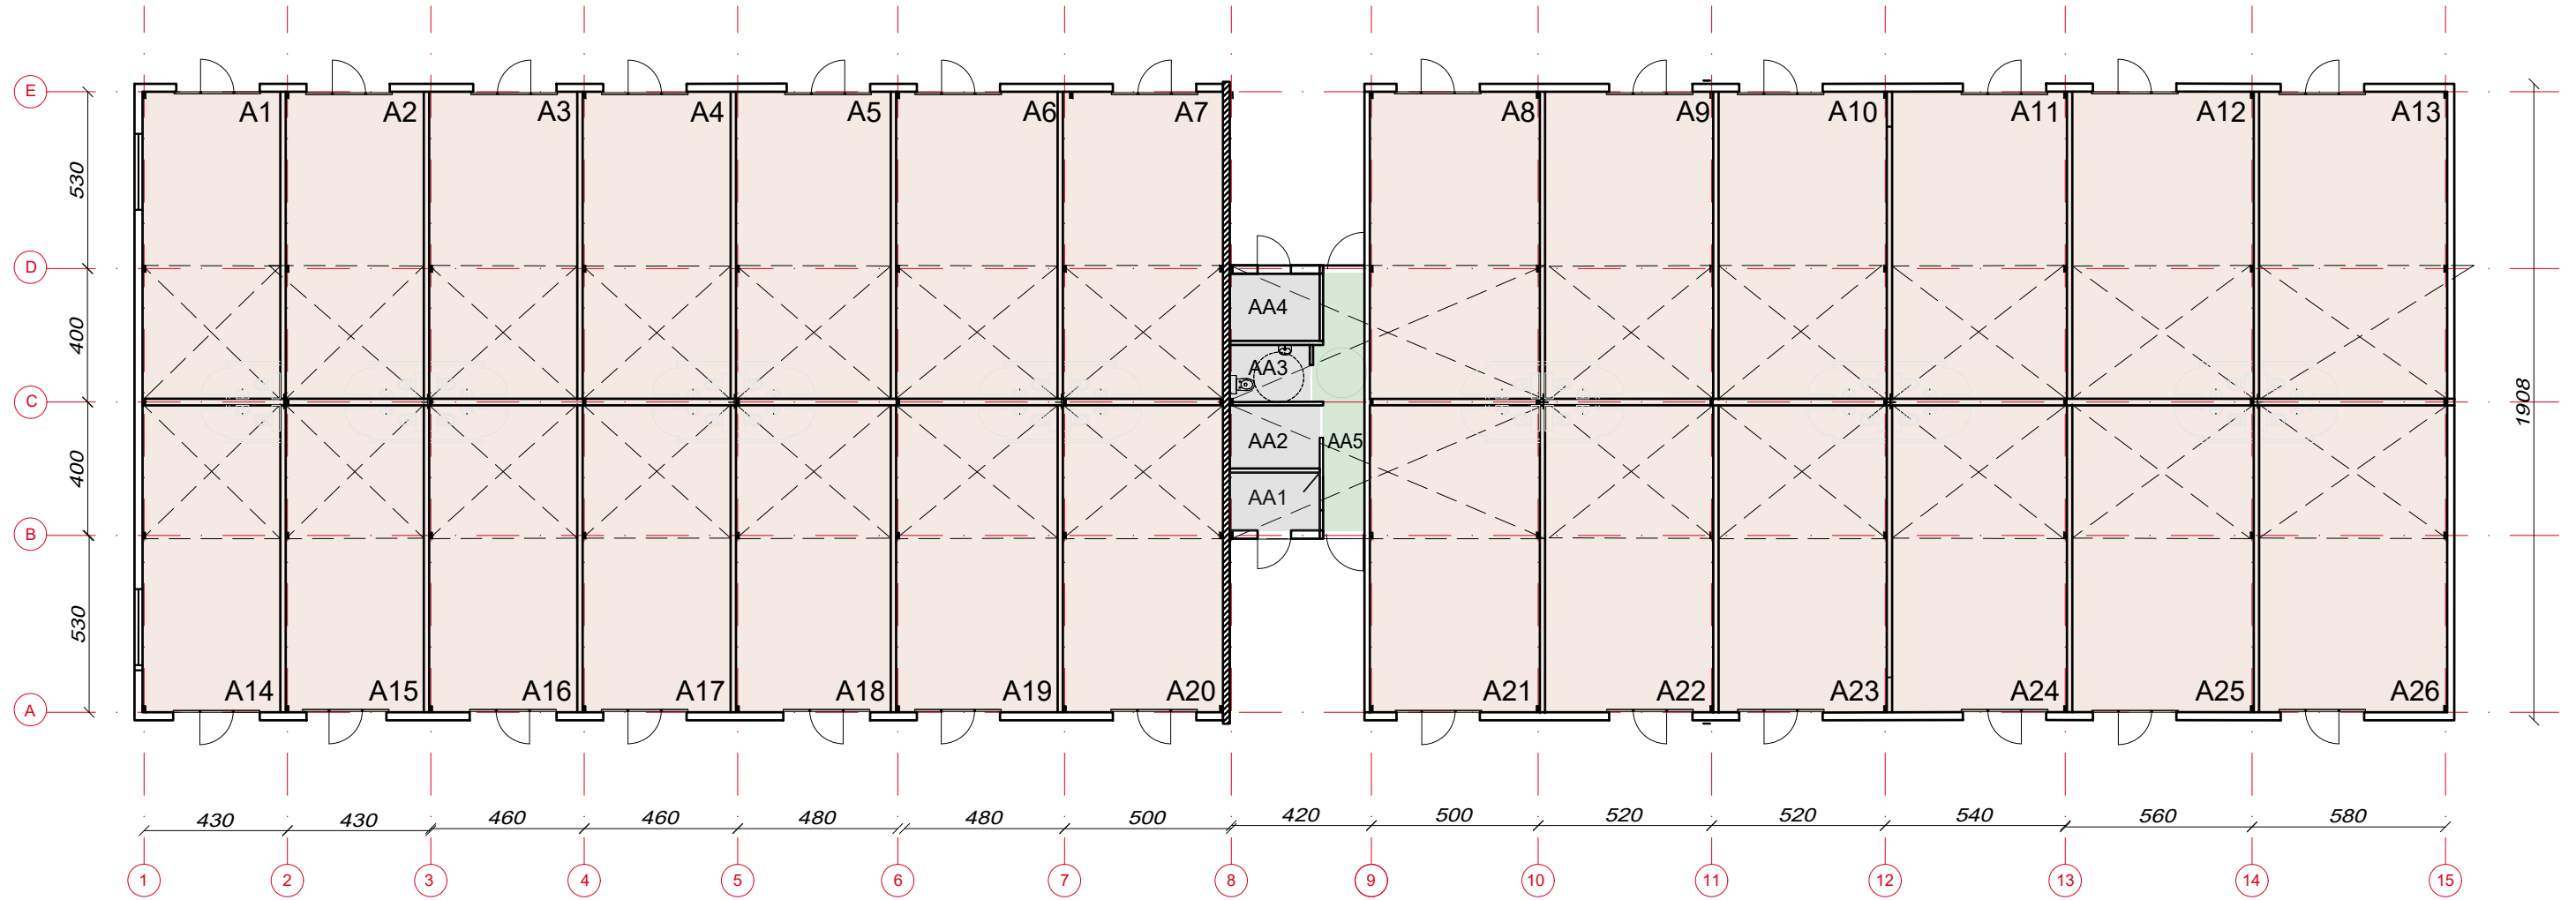 E
A1 A2 A3 A4 A5 A6 A7 A8 A9 A10 A11 A12 A13
530
D
AA4
400
AA3
C
1908
AA2 AA5
400
AA1
B
530
A14 A15 A16 A17 A18 A19 A20 A21 A22 A23 A24 A25 A26
A
430 430 460 460 480 480 500 420 500 520 520 540 560 580
1 2 3 4 5 6 7 8 9 10 11 12 13 14 15